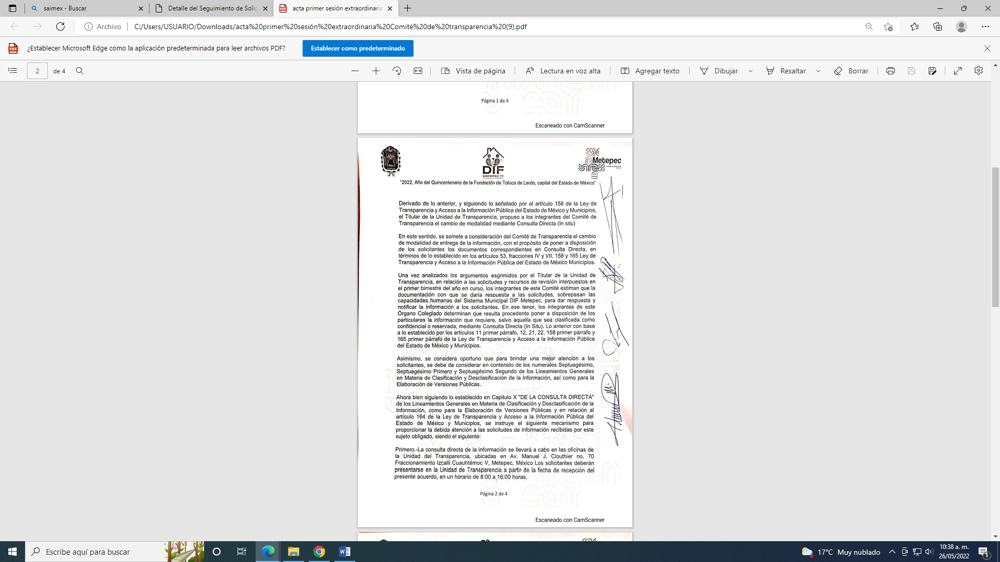 saimex - Buscar
Detalle del Seguimiento de Solic
acta primer sesión extraordinaria
Archivo
C:/Users/USUARIO/Downloads/acta%20primer%20sesión%20extraordinaria%20Comité%20de%20transparencia%20(9).pdf
¿Establecer Microsoft Edge como la aplicación predeterminada para leer archivos PDF?
Establecer como predeterminado
2 de 4
Vista de página
Lectura en voz alta
Agregar texto
Dibujar
Resaltar
Borrar
Página 1 de 4
Escaneado con CamScanner
DIF
METEPEC
Metepec
"2022, Año del Quincentenario de la Fundación de Toluca de Lerdo, capital del Estado de México"
Derivado de lo anterior, y siguiendo lo señalado por el artículo 158 de la Ley de
Transparencia y Acceso a la Información Pública del Estado de México y Municipios,
el Titular de la Unidad de Transparencia, propuso a los integrantes del Comité de
Transparencia el cambio de modalidad mediante Consulta Directa (In situ)
En este sentido, se somete a consideración del Comité de Transparencia el cambio
de modalidad de entrega de la información, con el propósito de poner a disposición
de los solicitantes los documentos correspondientes en Consulta Directa, en
términos de lo establecido en los artículos 53, fracciones IV y VII, 158 y 165 Ley de
Transparencia y Acceso a la Información Pública del Estado de México Municipios.
Una vez analizados los argumentos esgrimidos por el Titular de la Unidad de
Transparencia, en relación a las solicitudes y recursos de revisión interpuestos en
el primer bimestre del año en curso, los integrantes de este Comité estiman que la
documentación con que se daría respuesta a las solicitudes, sobrepasan las
capacidades humanas del Sistema Municipal DIF Metepec, para dar respuesta y
notificar la información a los solicitantes. En ese tenor, los integrantes de este
Órgano Colegiado determinan que resulta procedente poner a disposición de los
particulares la información que requiere, salvo aquella que sea clasificada como
confidencial o reservada, mediante Consulta Directa (In Situ). Lo anterior con base
a lo establecido por los artículos 11 primer párrafo, 12, 21, 22, 158 primer párrafo y
165 primer párrafo de la Ley de Transparencia y Acceso a la Información Pública
del Estado de México y Municipios.
Asimismo, se considera oportuno que para brindar una mejor atención a los
solicitantes, se debe de considerar en contenido de los numerales Septuagésimo,
Septuagésimo Primero y Septuagésimo Segundo de los Lineamientos Generales
en Materia de Clasificación y Desclasificación de la Información, así como para la
Elaboración de Versiones Públicas.
Ahora bien siguiendo lo establecido en Capitulo X "DE LA CONSULTA DIRECTA"
de los Lineamientos Generales en Materia de Clasificación y Desclasificación de la
Información, como para la Elaboración de Versiones Públicas y en relación al
artículo 164 de la Ley de Transparencia y Acceso a la Información Pública del
Estado de México y Municipios, se instruye el siguiente mecanismo para
proporcionar la debida atención a las solicitudes de información recibidas por este
sujeto obligado, siendo el siguiente:
Primero.-La consulta directa de la información se llevará a cabo en las oficinas de
la Unidad del Transparencia, ubicadas en Av. Manuel J. Clouthier no. 70
Fraccionamiento Izcalli Cuauhtémoc V, Metepec, México Los solicitantes deberán
presentarse en la Unidad de Transparencia a partir de la fecha de recepción del
presente acuerdo, en un horario de 8:00 a 16:00 horas.
Página 2 de 4
Escaneado con CamScanner
Escribe aquí para buscar
17°C Muy nublado
10:38 a. m.
26/05/2022
1